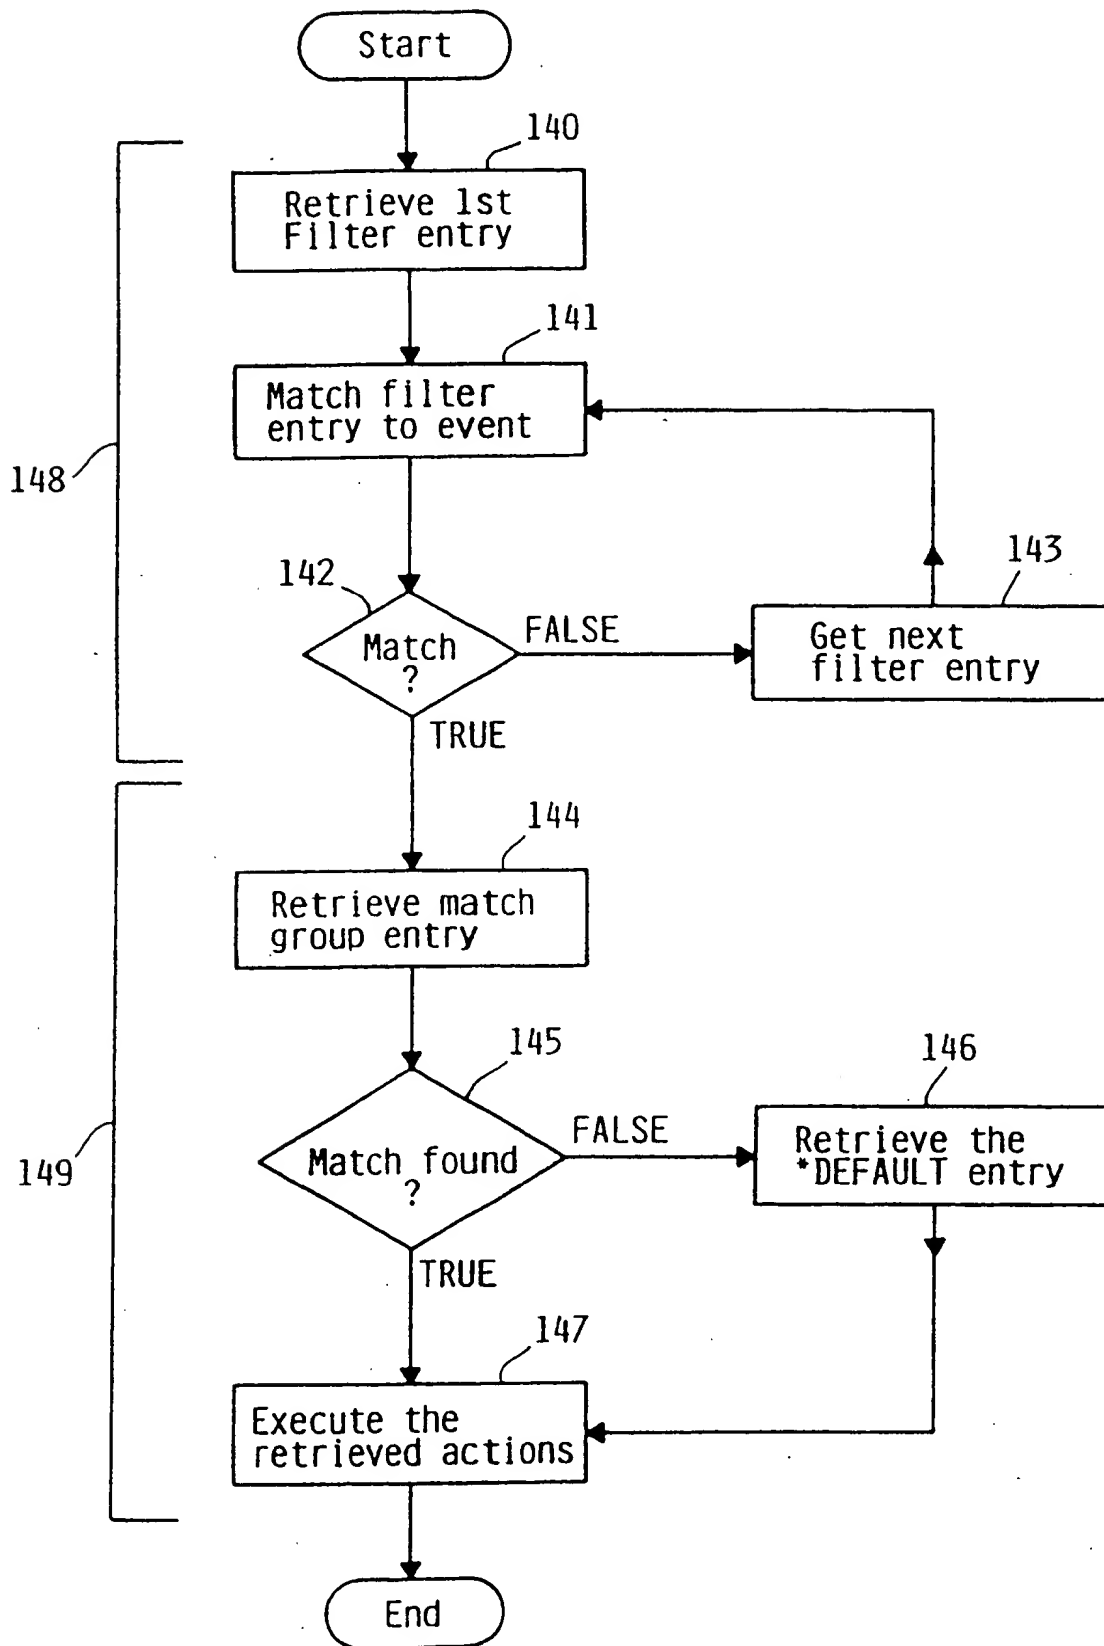 Start
140
Retrieve 1st
Filter entry
141
Match filter
entry to event
148
142
Match
?
FALSE
143
Get next
filter entry
TRUE
144
Retrieve match
group entry
145
Match found
?
FALSE
146
Retrieve the
*DEFAULT entry
149
TRUE
147
Execute the
retrieved actions
End